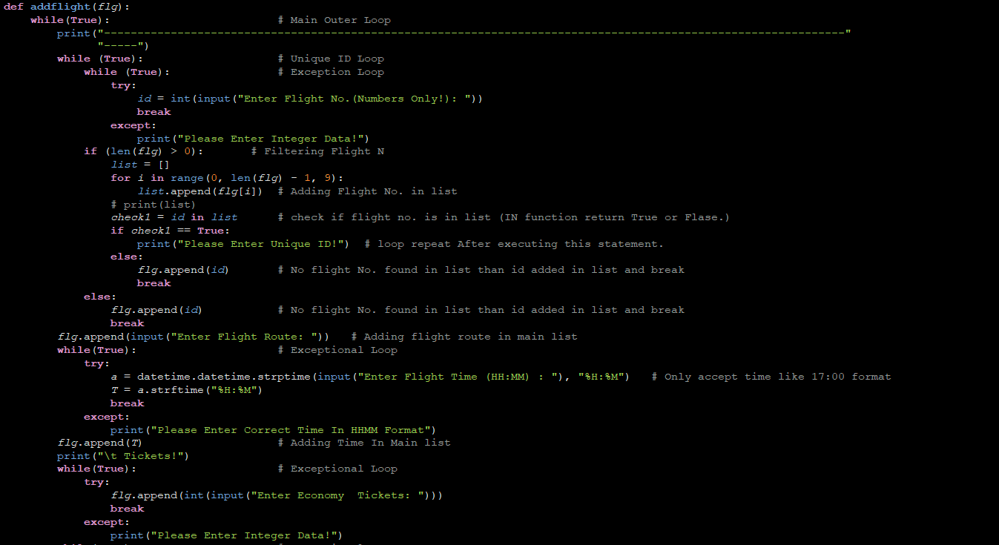 def addflight(flg):
    while(True):                         # Main Outer Loop
        print("---------------------------------------------------------------------------------------------------------------"
              "-----")
        while (True):                    # Unique ID Loop
            while (True):                # Exception Loop
                try:
                    id = int(input("Enter Flight No.(Numbers Only!): "))
                    break
                except:
                    print("Please Enter Integer Data!")
            if (len(flg) > 0):       # Filtering Flight N
                list = []
                for i in range(0, len(flg) - 1, 9):
                    list.append(flg[i])  # Adding Flight No. in list
                # print(list)
                check1 = id in list      # check if flight no. is in list (IN function return True or Flase.)
                if check1 == True:
                    print("Please Enter Unique ID!")  # loop repeat After executing this statement.
                else:
                    flg.append(id)       # No flight No. found in list than id added in list and break
                    break
            else:
                flg.append(id)           # No flight No. found in list than id added in list and break
                break
        flg.append(input("Enter Flight Route: "))   # Adding flight route in main list
        while(True):                     # Exceptional Loop
            try:
                a = datetime.datetime.strptime(input("Enter Flight Time (HH:MM) : "), "%H:%M")   # Only accept time like 17:00 format
                T = a.strftime("%H:%M")
                break
            except:
                print("Please Enter Correct Time In HHMM Format")
        flg.append(T)                    # Adding Time In Main list
        print("\t Tickets!")
        while(True):                     # Exceptional Loop
            try:
                flg.append(int(input("Enter Economy  Tickets: ")))
                break
            except:
                print("Please Enter Integer Data!")